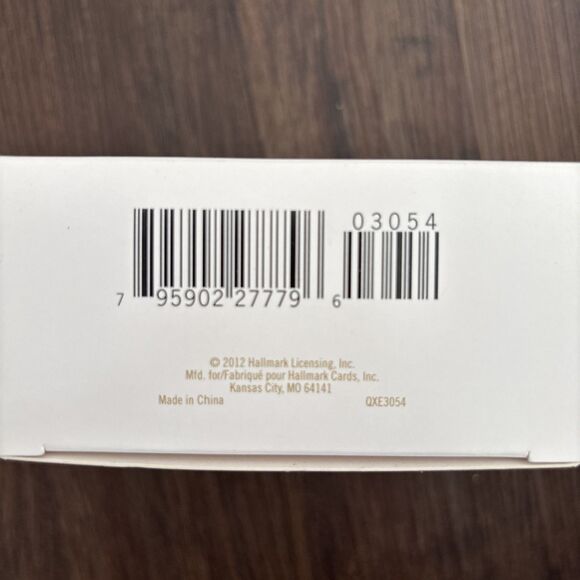 03054
7 95902 27779 6
© 2012 Hallmark Licensing, Inc.
Mfd. for/Fabriqué pour Hallmark Cards, Inc.
Kansas City, MO 64141
Made in China QXE3054